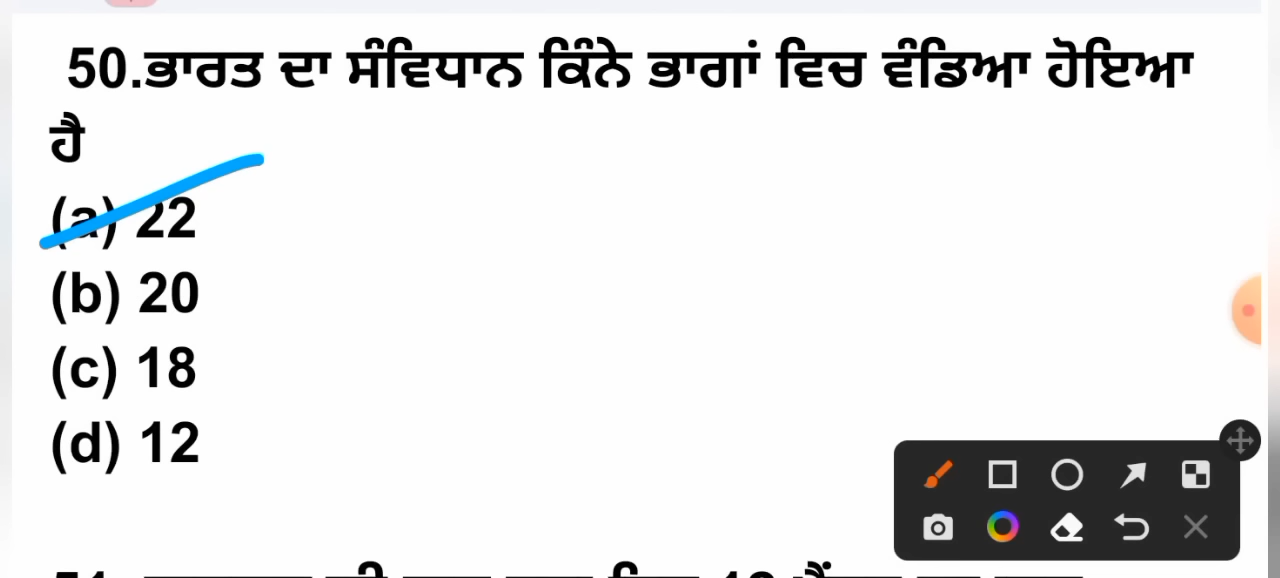 50.ਭਾਰਤ ਦਾ ਸੰਵਿਧਾਨ ਕਿੰਨੇ ਭਾਗਾਂ ਵਿਚ ਵੰਡਿਆ ਹੋਇਆ
ਹੈ
(a) 22
(b) 20
(c) 18
(d) 12